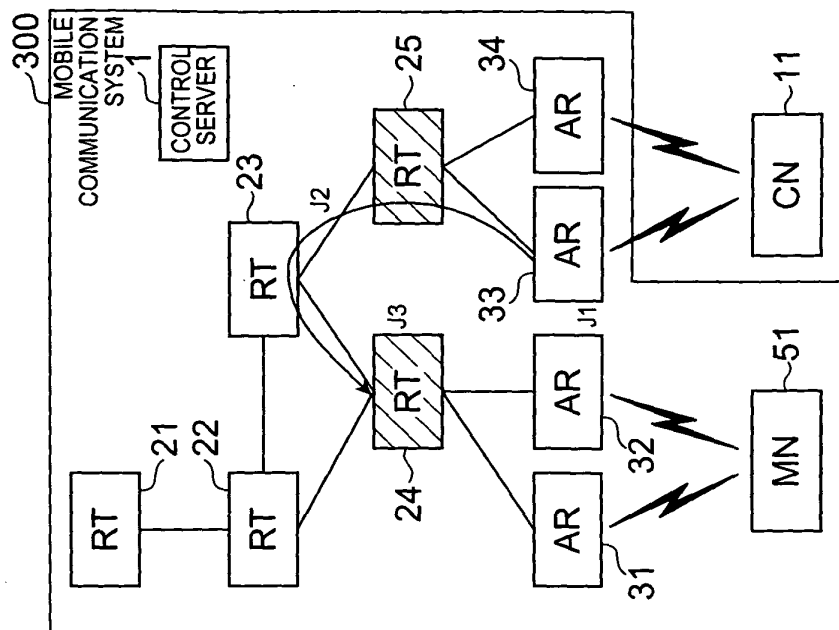 300
MOBILE
COMMUNICATION
SYSTEM
1
CONTROL
SERVER
RT
21
RT
22
RT
23
J2
RT
24
J3
RT
25
AR
31
AR
32
J1
AR
33
AR
34
MN
51
CN
11